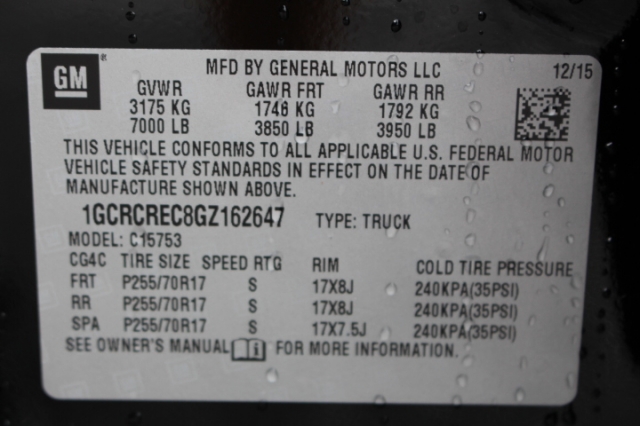 GM
MFD BY GENERAL MOTORS LLC 12/15
GVWR GAWR FRT GAWR RR
3175 KG 1746 KG 1792 KG
7000 LB 3850 LB 3950 LB
THIS VEHICLE CONFORMS TO ALL APPLICABLE U.S. FEDERAL MOTOR
VEHICLE SAFETY STANDARDS IN EFFECT ON THE DATE OF
MANUFACTURE SHOWN ABOVE.
1GCRCREC8GZ162647 TYPE: TRUCK
MODEL: C15753
CG4C TIRE SIZE SPEED RTG RIM COLD TIRE PRESSURE
FRT P255/70R17 S 17X8J 240KPA(35PSI)
RR P255/70R17 S 17X8J 240KPA(35PSI)
SPA P255/70R17 S 17X7.5J 240KPA(35PSI)
SEE OWNER'S MANUAL i FOR MORE INFORMATION.